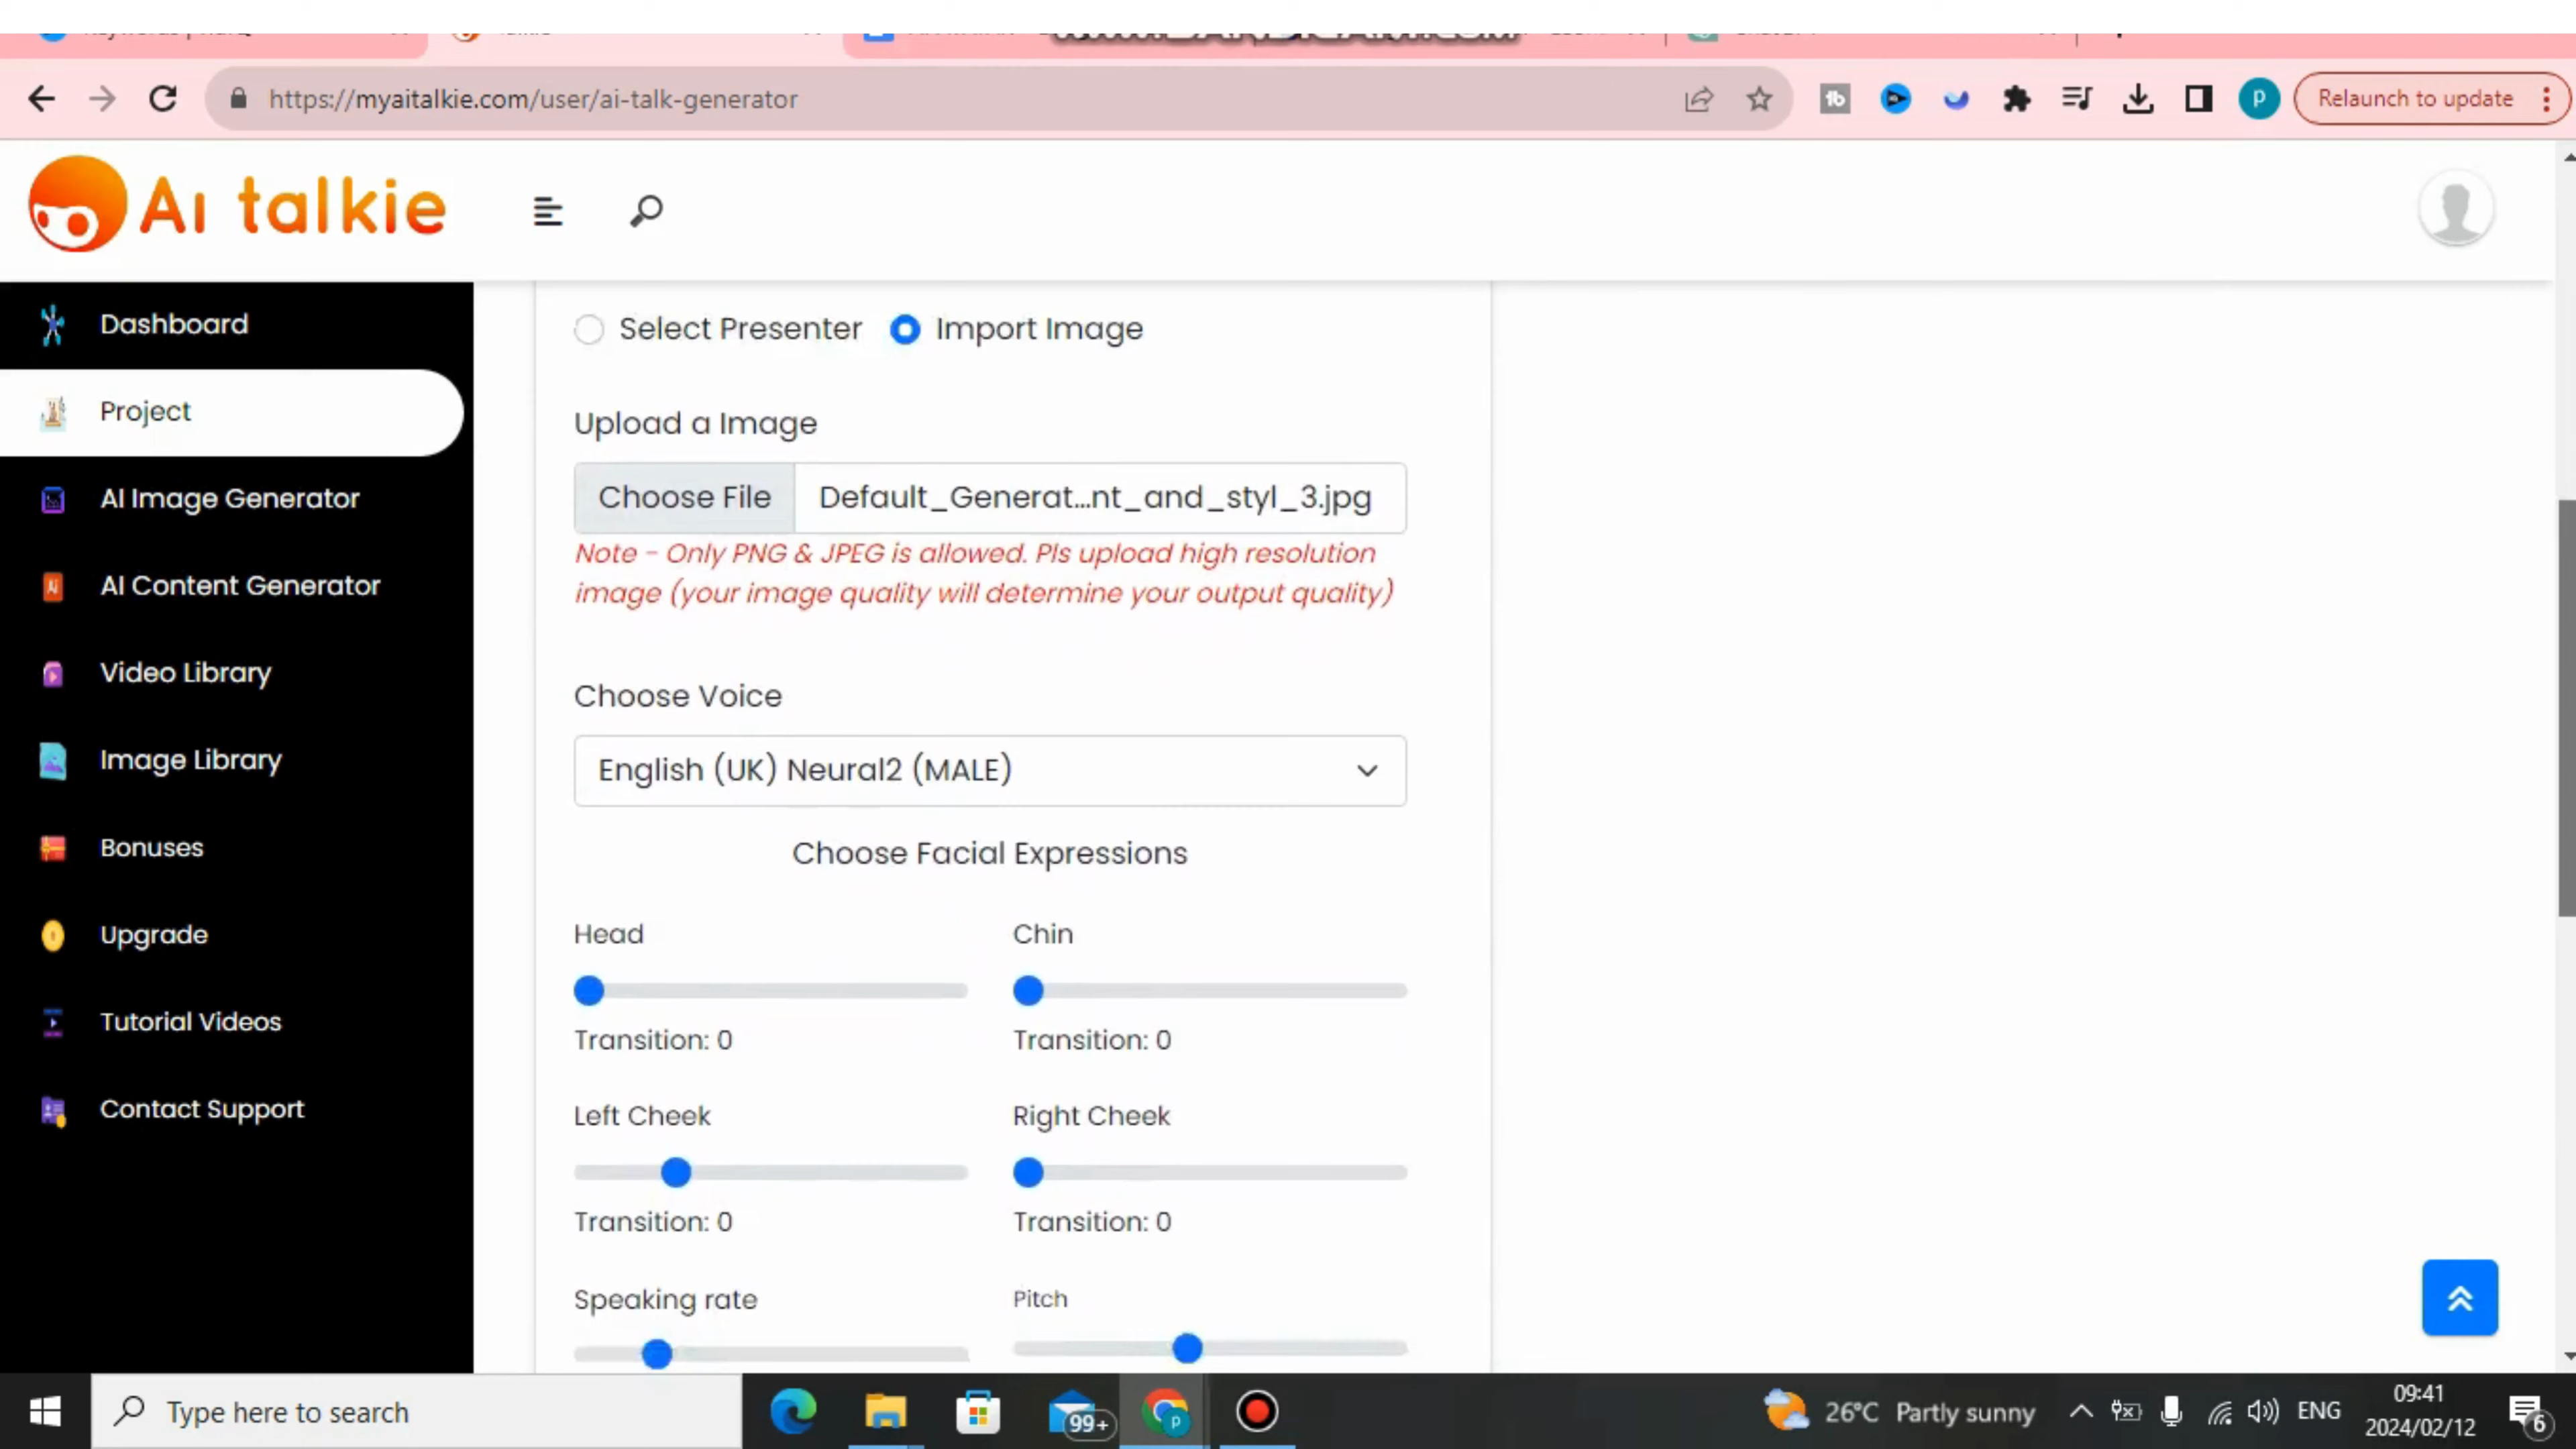 https://myaitalkie.com/user/ai-talk-generator
Relaunch to update
Ai talkie
Dashboard
Project
AI Image Generator
AI Content Generator
Video Library
Image Library
Bonuses
Upgrade
Tutorial Videos
Contact Support
Select Presenter
Import Image
Upload a Image
Choose File
Default_Generat...nt_and_styl_3.jpg
Note - Only PNG & JPEG is allowed. Pls upload high resolution
image (your image quality will determine your output quality)
Choose Voice
English (UK) Neural2 (MALE)
Choose Facial Expressions
Head
Chin
Transition: 0
Transition: 0
Left Cheek
Right Cheek
Transition: 0
Transition: 0
Speaking rate
Pitch
Type here to search
99+
26°C Partly sunny
ENG
09:41
2024/02/12
6